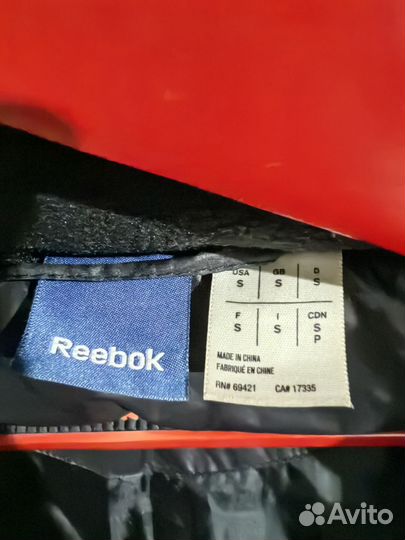 Reebok
USA GB D
S S S
F I CDN
S S S
P
MADE IN CHINA
FABRIQUÉ EN CHINE
RN# 69421 CA# 17335
Avito